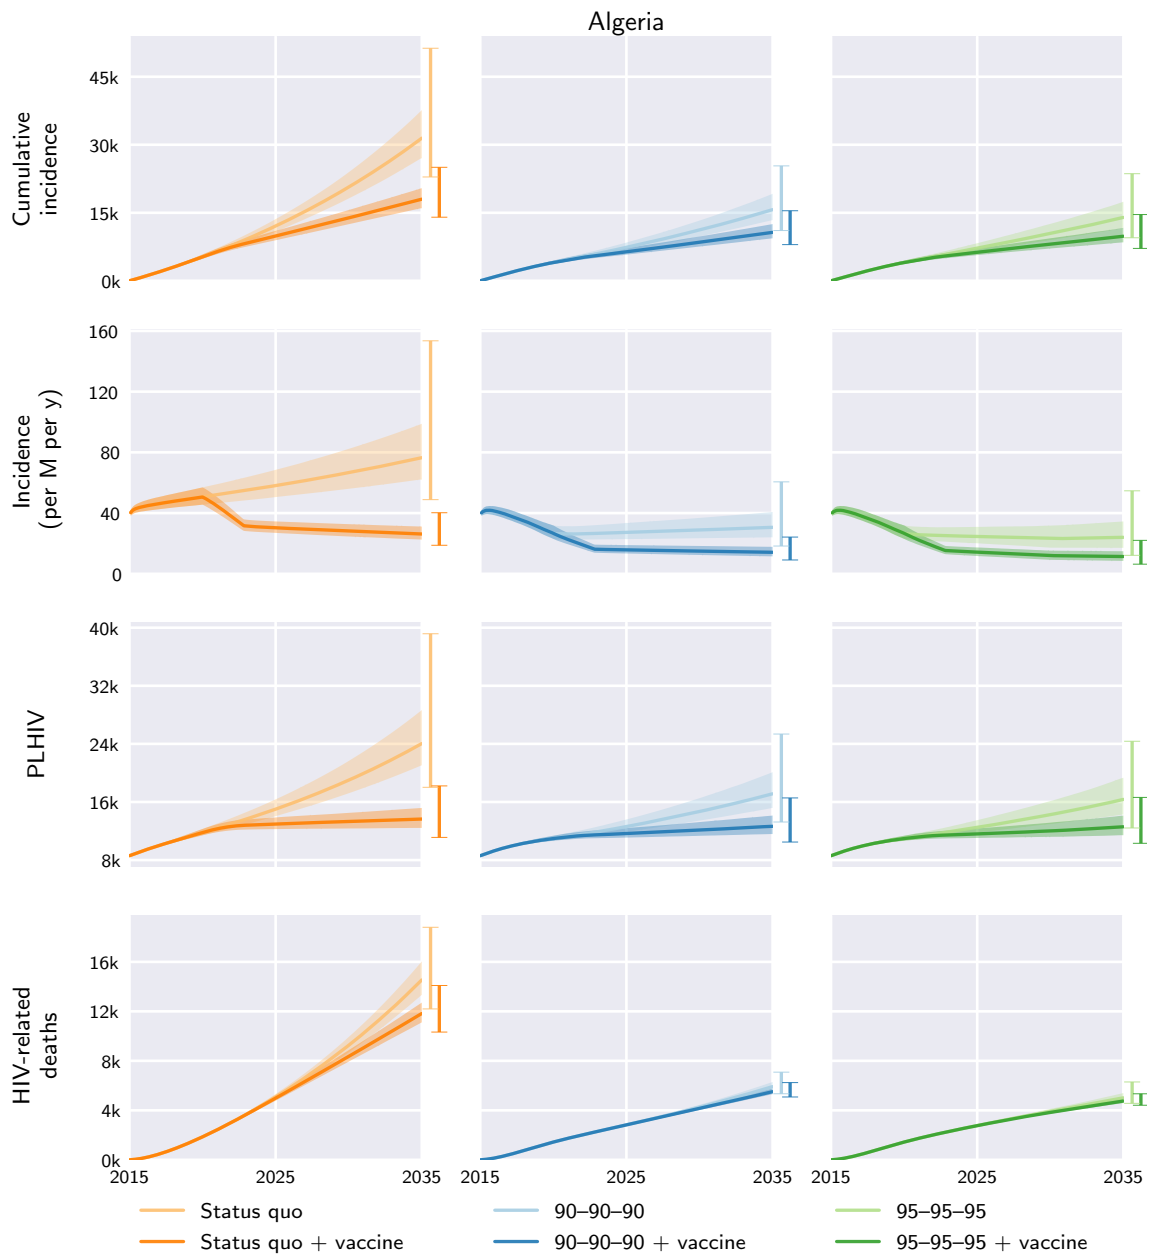 Algeria
Cumulative
incidence
45k
30k
15k
0k
Incidence
(per M per y)
160
120
80
40
0
PLHIV
40k
32k
24k
16k
8k
HIV-related
deaths
16k
12k
8k
4k
0k
2015 2025 2035 2015 2025 2035 2015 2025 2035
Status quo 90–90–90 95–95–95
Status quo + vaccine 90–90–90 + vaccine 95–95–95 + vaccine